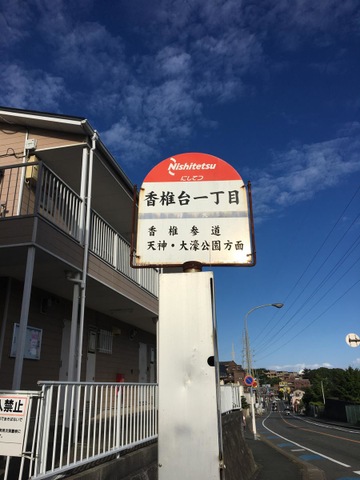 Nishitetsu
にしてつ
香椎台一丁目
香椎参道
天神・大濠公園方面
入禁止